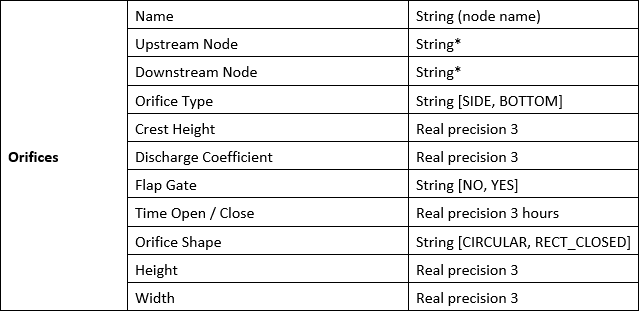 Name String (node name)
Upstream Node String*
Downstream Node String*
Orifice Type String [SIDE, BOTTOM]
Crest Height Real precision 3
Orifices Discharge Coefficient Real precision 3
Flap Gate String [NO, YES]
Time Open / Close Real precision 3 hours
Orifice Shape String [CIRCULAR, RECT_CLOSED]
Height Real precision 3
Width Real precision 3